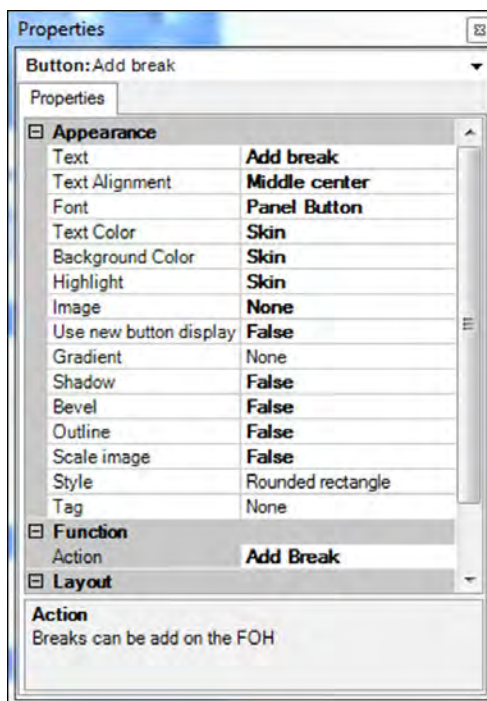 Properties
Button: Add break
Properties
Appearance
Text Add break
Text Alignment Middle center
Font Panel Button
Text Color Skin
Background Color Skin
Highlight Skin
Image None
Use new button display False
Gradient None
Shadow False
Bevel False
Outline False
Scale image False
Style Rounded rectangle
Tag None
Function
Action Add Break
Layout
Action
Breaks can be add on the FOH